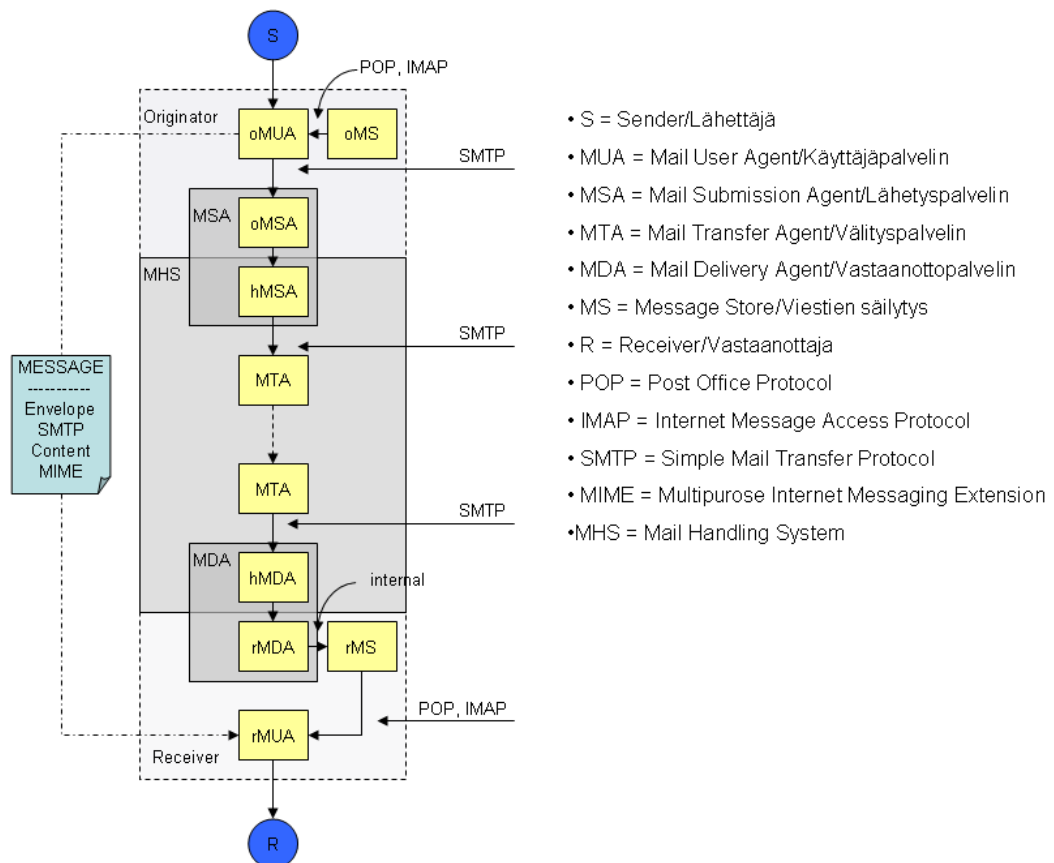 S
POP, IMAP
Originator
oMUA
oMS
SMTP
MSA
oMSA
MHS
hMSA
SMTP
MTA
MESSAGE
-----------
Envelope
SMTP
Content
MIME
MTA
SMTP
MDA
hMDA
internal
rMDA
rMS
POP, IMAP
rMUA
Receiver
R
• S = Sender/Lähettäjä
• MUA = Mail User Agent/Käyttäjäpalvelin
• MSA = Mail Submission Agent/Lähetyspalvelin
• MTA = Mail Transfer Agent/Välityspalvelin
• MDA = Mail Delivery Agent/Vastaanottopalvelin
• MS = Message Store/Viestien säilytys
• R = Receiver/Vastaanottaja
• POP = Post Office Protocol
• IMAP = Internet Message Access Protocol
• SMTP = Simple Mail Transfer Protocol
• MIME = Multipurose Internet Messaging Extension
•MHS = Mail Handling System